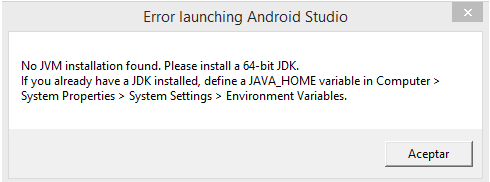 Error launching Android Studio
No JVM installation found. Please install a 64-bit JDK.
If you already have a JDK installed, define a JAVA_HOME variable in Computer >
System Properties > System Settings > Environment Variables.
Aceptar